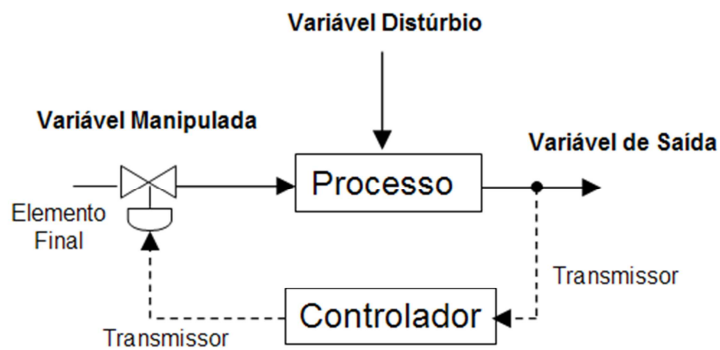 Variável Distúrbio
Variável Manipulada
Variável de Saída
Processo
Elemento
Final
Transmissor
Controlador
Transmissor